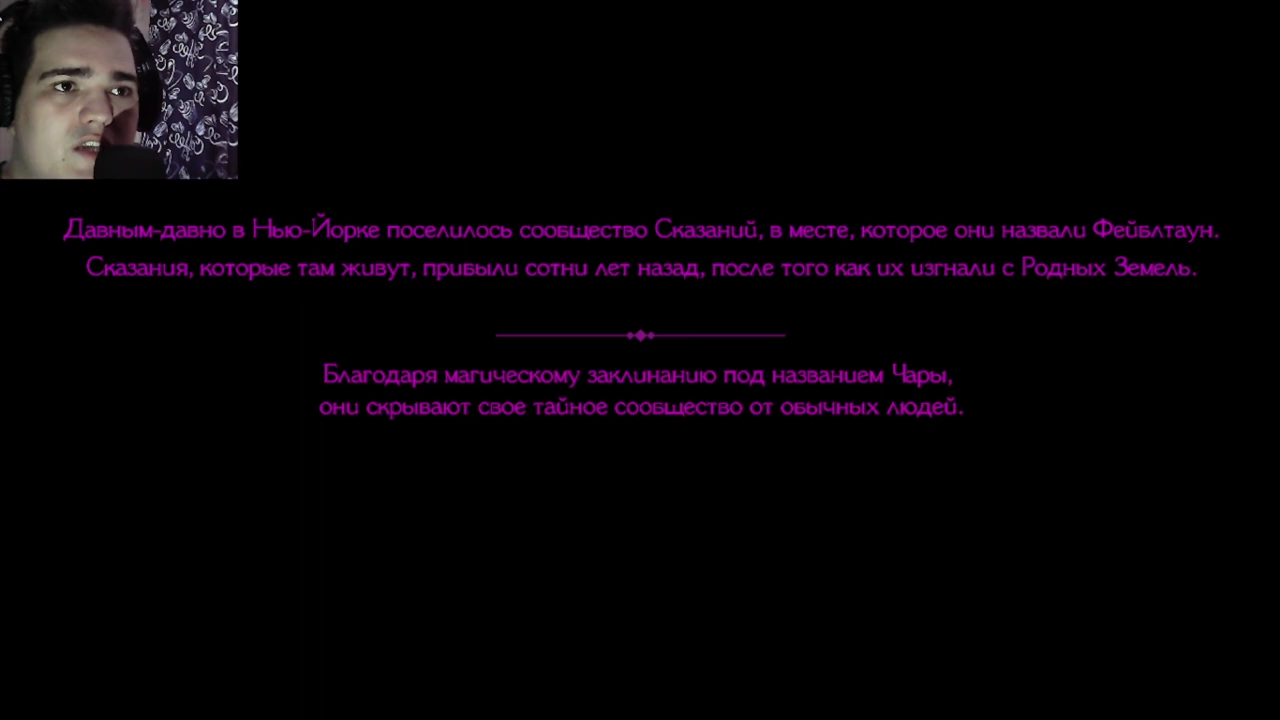 Давным-давно в Нью-Йорке поселилось сообщество Сказаний, в месте, которое они назвали Фейблтаун.
Сказания, которые там живут, прибыли сотни лет назад, после того как их изгнали с Родных Земель.
Благодаря магическому заклинанию под названием Чары,
они скрывают свое тайное сообщество от обычных людей.